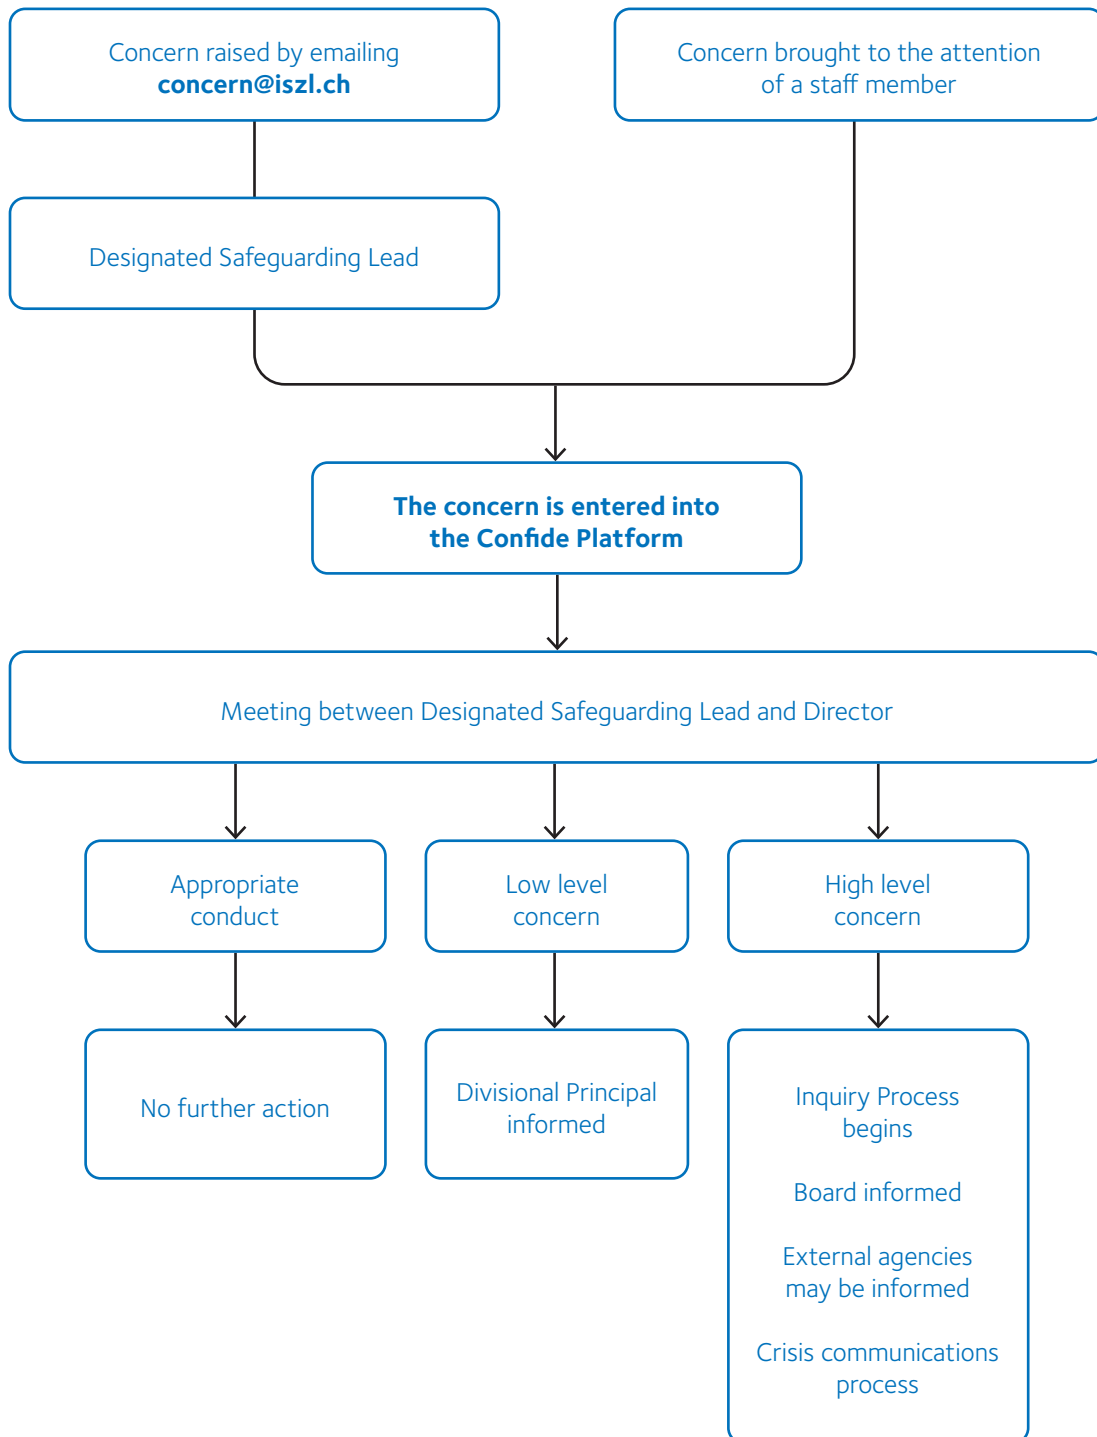 Concern raised by emailing
concern@iszl.ch
Concern brought to the attention
of a staff member
Designated Safeguarding Lead
The concern is entered into
the Confide Platform
Meeting between Designated Safeguarding Lead and Director
Appropriate
conduct
Low level
concern
High level
concern
No further action
Divisional Principal
informed
Inquiry Process
begins
Board informed
External agencies
may be informed
Crisis communications
process